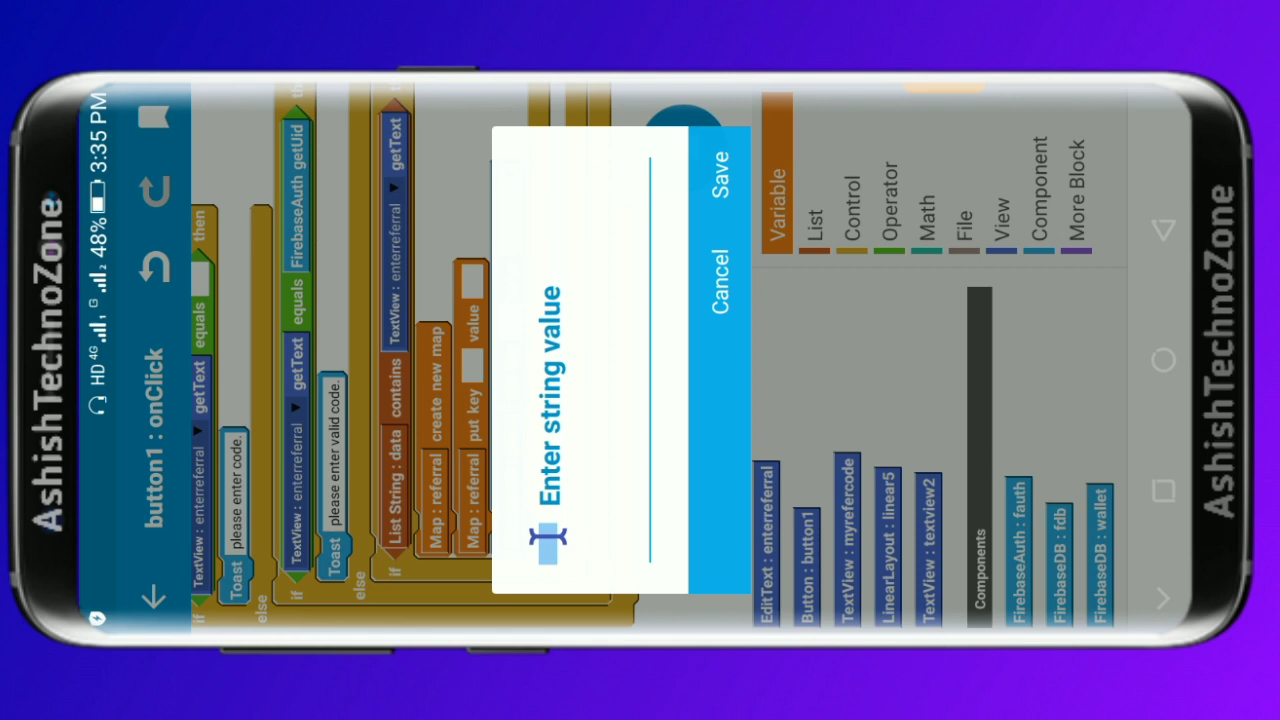 AshishTechnoZone
HD 4G G 2 48% 3:35 PM
button1 : onClick
if TextView : enterreferral getText equals then
Toast please enter code.
else
if TextView : enterreferral getText equals FirebaseAuth getUid
Toast please enter valid code.
else
if List String : data contains TextView : enterreferral getText
Map : referral create new map
Map : referral put key value
Enter string value
Cancel Save
Variable
List
Control
Operator
Math
File
View
Component
More Block
EditText : enterreferral
Button : button1
TextView : myrefercode
LinearLayout : linear5
TextView : textview2
Components
FirebaseAuth : fauth
FirebaseDB : fdb
FirebaseDB : wallet
AshishTechnoZone